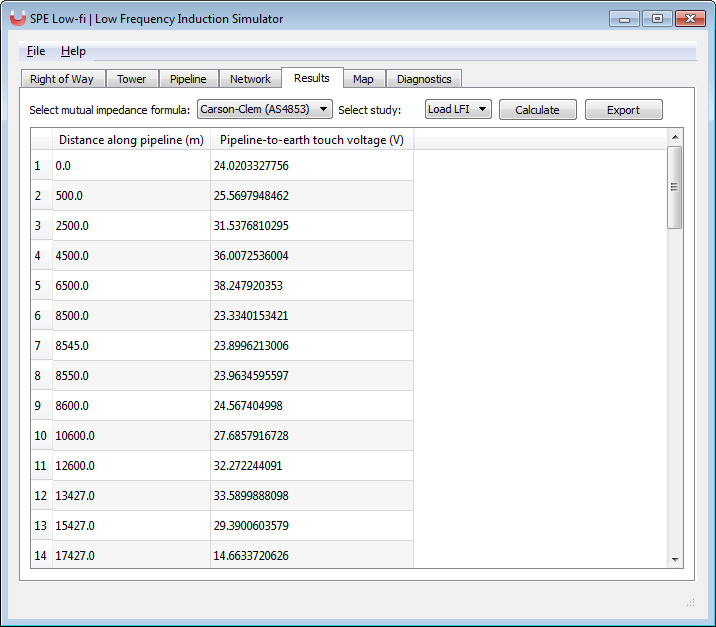 SPE Low-fi | Low Frequency Induction Simulator
File Help
Right of Way Tower Pipeline Network Results Map Diagnostics
Select mutual impedance formula: Carson-Clem (AS4853) Select study: Load LFI Calculate Export
Distance along pipeline (m) Pipeline-to-earth touch voltage (V)
1 0.0 24.0203327756
2 500.0 25.5697948462
3 2500.0 31.5376810295
4 4500.0 36.0072536004
5 6500.0 38.247920353
6 8500.0 23.3340153421
7 8545.0 23.8996213006
8 8550.0 23.9634595597
9 8600.0 24.567404998
10 10600.0 27.6857916728
11 12600.0 32.272244091
12 13427.0 33.5899888098
13 15427.0 29.3900603579
14 17427.0 14.6633720626